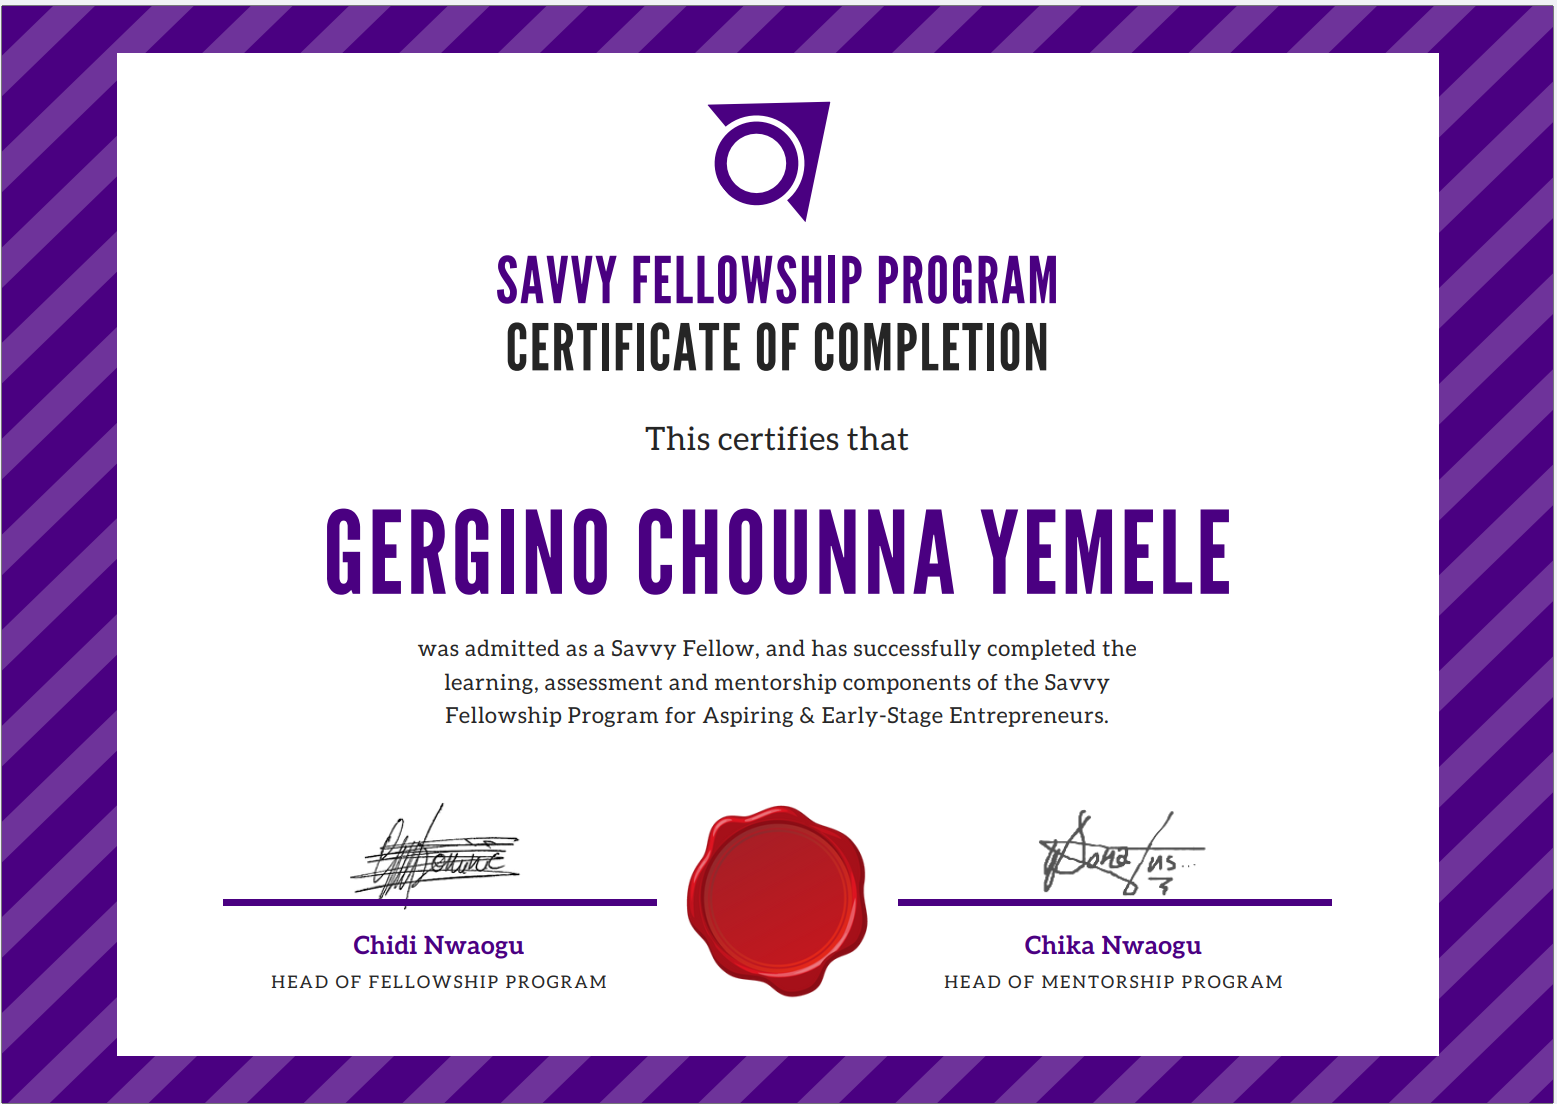 SAVVY FELLOWSHIP PROGRAM
CERTIFICATE OF COMPLETION
This certifies that
GERGINO CHOUNNA YEMELE
was admitted as a Savvy Fellow, and has successfully completed the
learning, assessment and mentorship components of the Savvy
Fellowship Program for Aspiring & Early-Stage Entrepreneurs.
Chidi Nwaogu
HEAD OF FELLOWSHIP PROGRAM
Chika Nwaogu
HEAD OF MENTORSHIP PROGRAM